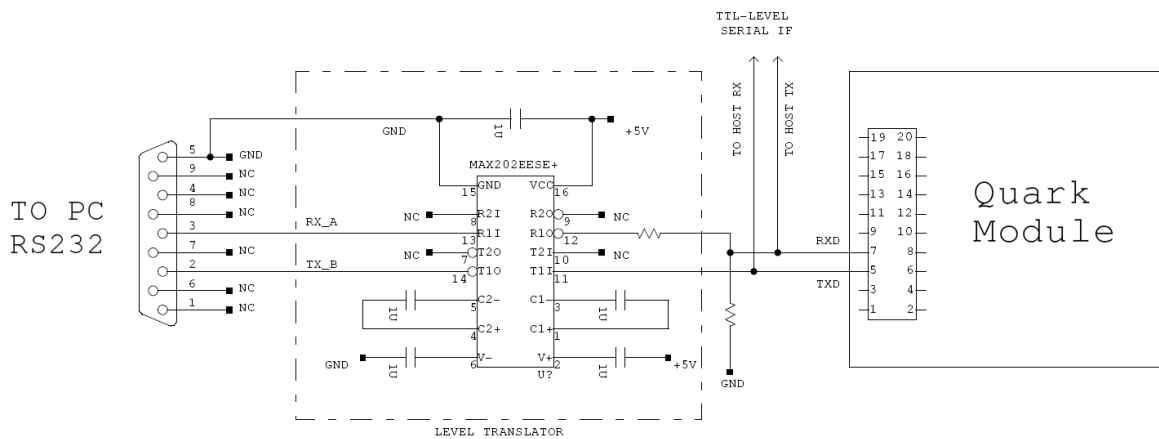 TTL-LEVEL
SERIAL IF
TO HOST RX
TO HOST TX
TO PC
RS232
5
9
4
8
3
7
2
6
1
GND
NC
NC
NC
NC
NC
NC
RX_A
TX_B
GND
1U
+5V
MAX202EESE+
15
GND
VCC
16
NC
8
R2I
R2O
9
NC
13
R1I
R1O
12
NC
7
T2O
T2I
10
NC
14
T1O
T1I
11
1U
5
C2-
C1-
3
1U
4
C2+
C1+
1
GND
1U
6
V-
V+
2
1U
+5V
U?
GND
LEVEL TRANSLATOR
RXD
TXD
19 20
17 18
15 16
13 14
11 12
9 10
7 8
5 6
3 4
1 2
Quark
Module